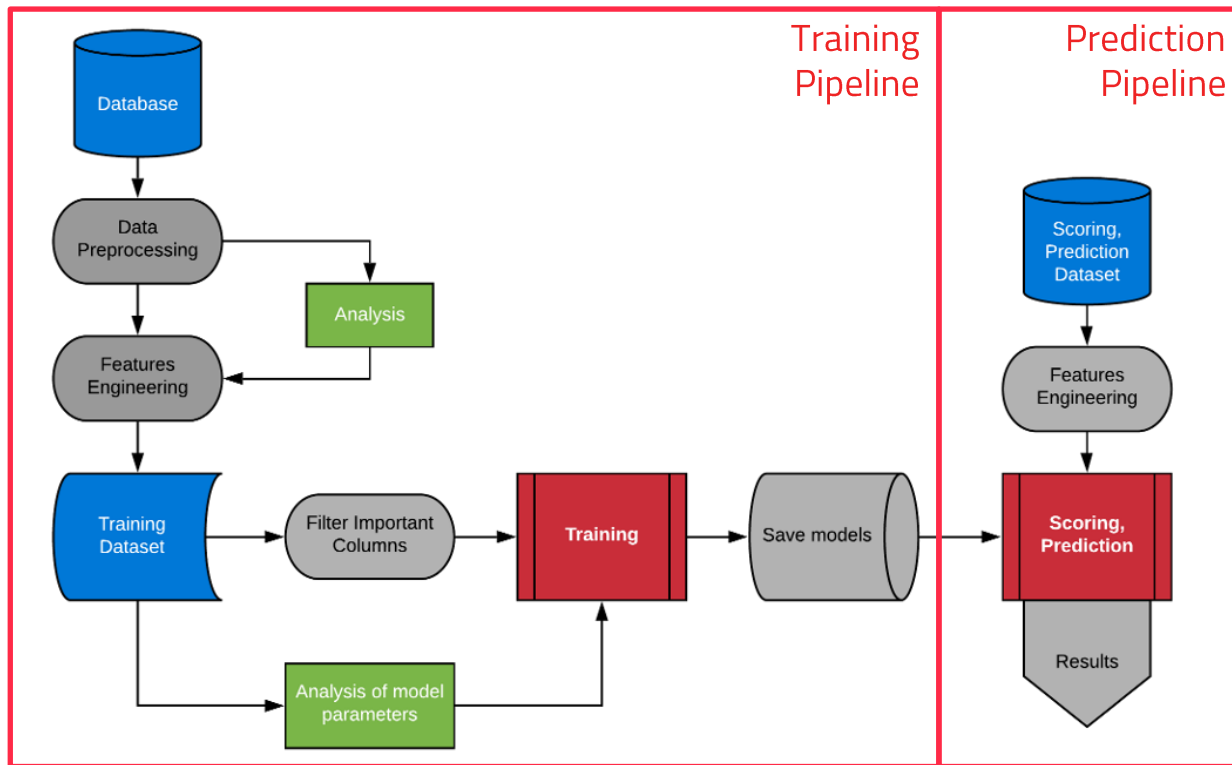 Training
Pipeline
Database
Data
Preprocessing
Analysis
Features
Engineering
Training
Dataset
Filter Important
Columns
Training
Save models
Analysis of model
parameters
Prediction
Pipeline
Scoring,
Prediction
Dataset
Features
Engineering
Scoring,
Prediction
Results